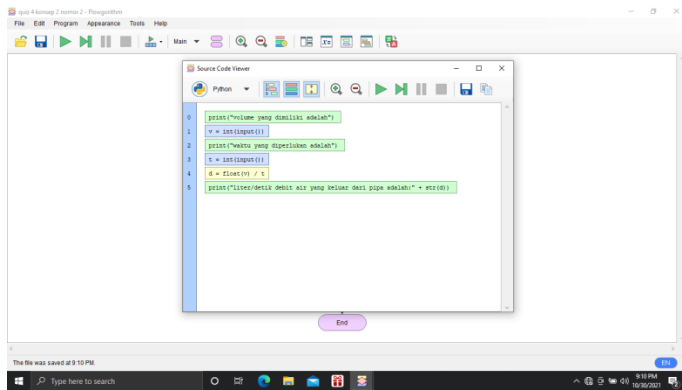 quiz 4 konsep 2 nomor 2 - Flowgorithm
File Edit Program Appearance Tools Help
Main
Source Code Viewer
Python
0 print("volume yang dimiliki adalah")
1 v = int(input())
2 print("waktu yang diperlukan adalah")
3 t = int(input())
4 d = float(v) / t
5 print("liter/detik debit air yang keluar dari pipa adalah:" + str(d))
End
The file was saved at 9:10 PM.
EN
Type here to search
9:10 PM
10/30/2021